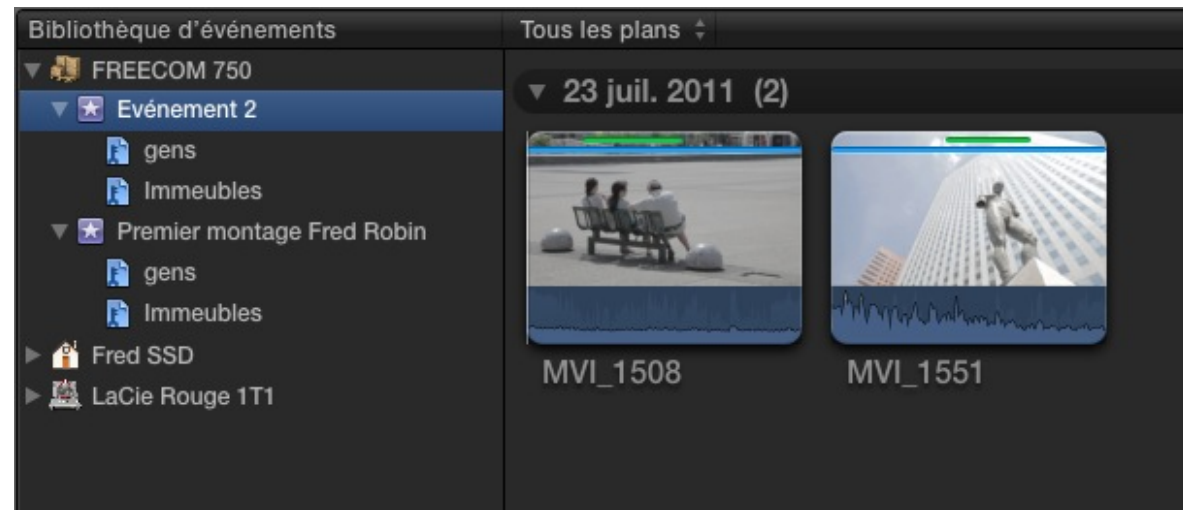 Bibliothèque d’événements
FREECOM 750
Evénement 2
gens
Immeubles
Premier montage Fred Robin
gens
Immeubles
Fred SSD
LaCie Rouge 1T1
Tous les plans
23 juil. 2011 (2)
MVI_1508
MVI_1551